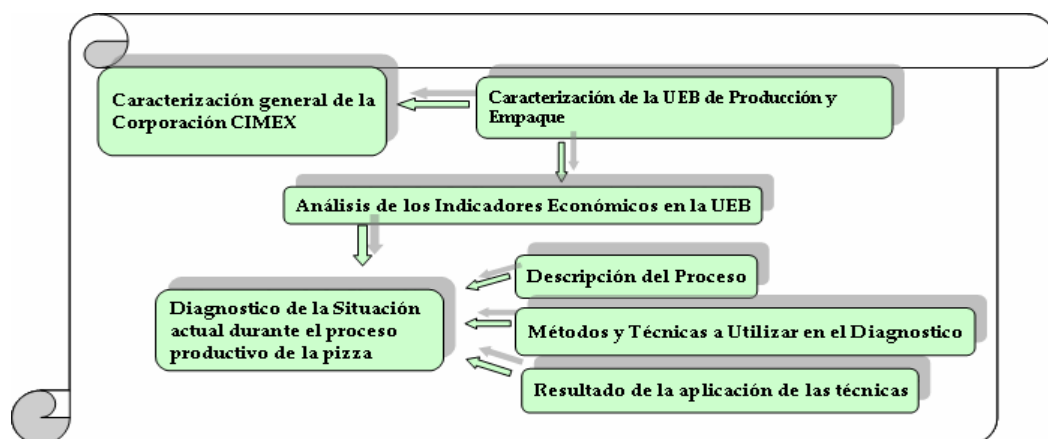 Caracterización general de la
Corporación CIMEX
Caracterización de la UEB de Producción y
Empaque
Análisis de los Indicadores Económicos en la UEB
Descripción del Proceso
Diagnostico de la Situación
actual durante el proceso
productivo de la pizza
Métodos y Técnicas a Utilizar en el Diagnostico
Resultado de la aplicación de las técnicas